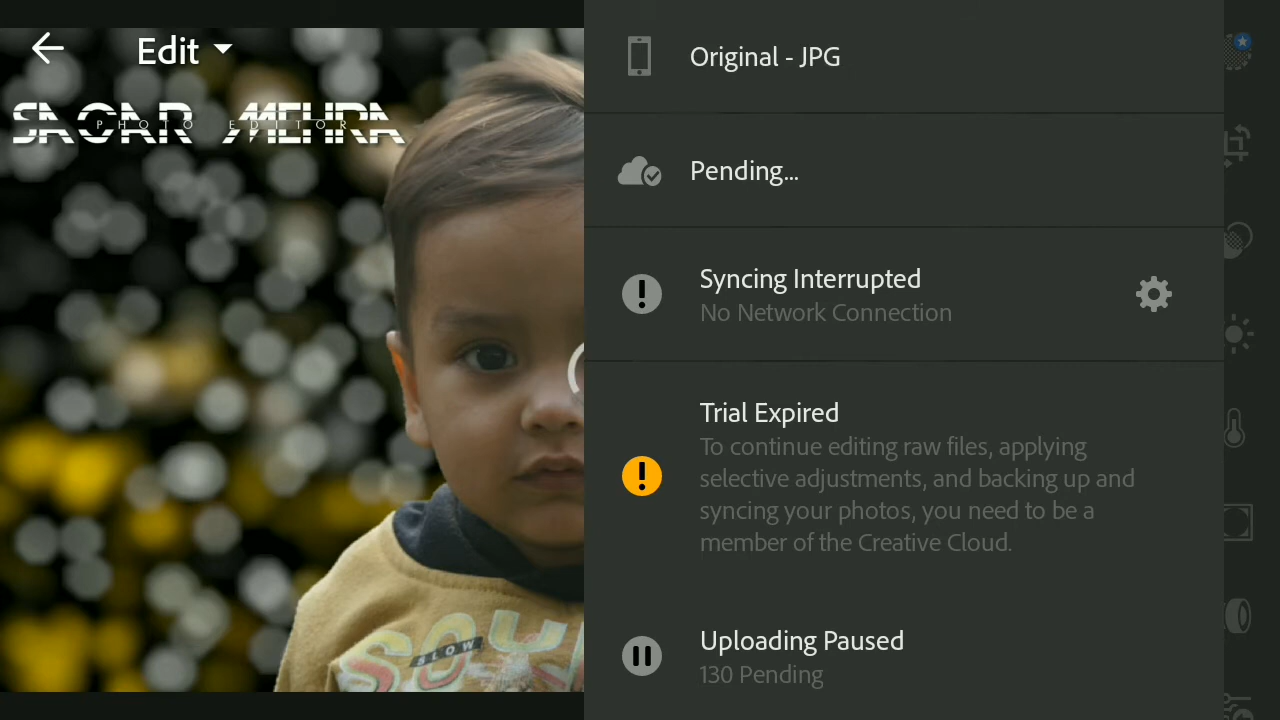 Edit
SAGAR MEHRA
PHOTO EDITOR
SLOW
Original - JPG
Pending...
Syncing Interrupted
No Network Connection
Trial Expired
To continue editing raw files, applying
selective adjustments, and backing up and
syncing your photos, you need to be a
member of the Creative Cloud.
Uploading Paused
130 Pending